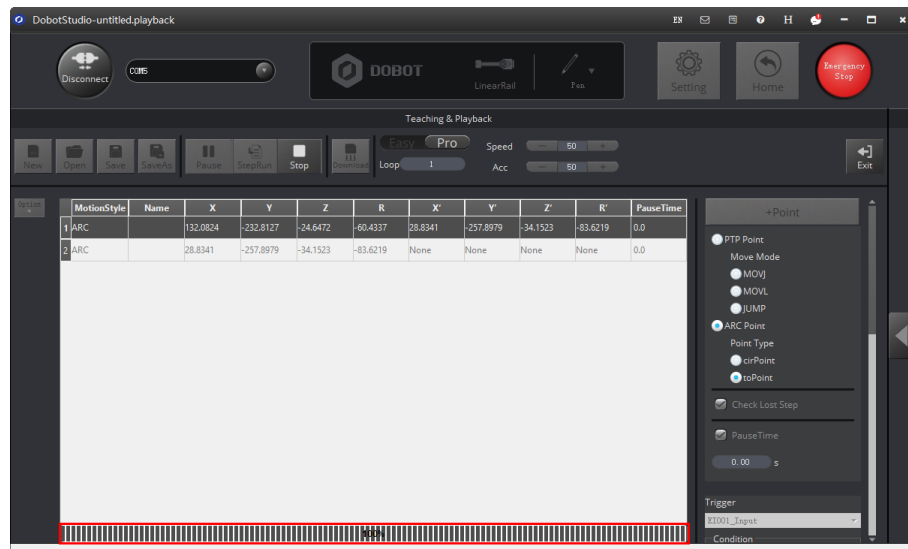 DobotStudio-untitled.playback EN H
Disconnect COM5 DOBOT LinearRail Pen Setting Home Emergency Stop
Teaching & Playback
New Open Save SaveAs Pause StepRun Stop Download Easy Pro Speed 50
Loop 1 Acc 50 Exit
Option
MotionStyle Name X Y Z R X' Y' Z' R' PauseTime
1 ARC 132.0824 -232.8127 -24.6472 -60.4337 28.8341 -257.8979 -34.1523 -83.6219 0.0
2 ARC 28.8341 -257.8979 -34.1523 -83.6219 None None None None 0.0
+Point
PTP Point
Move Mode
MOVJ
MOVL
JUMP
ARC Point
Point Type
cirPoint
toPoint
Check Lost Step
PauseTime
0.00 s
Trigger
EIO01_Input
Condition
100%